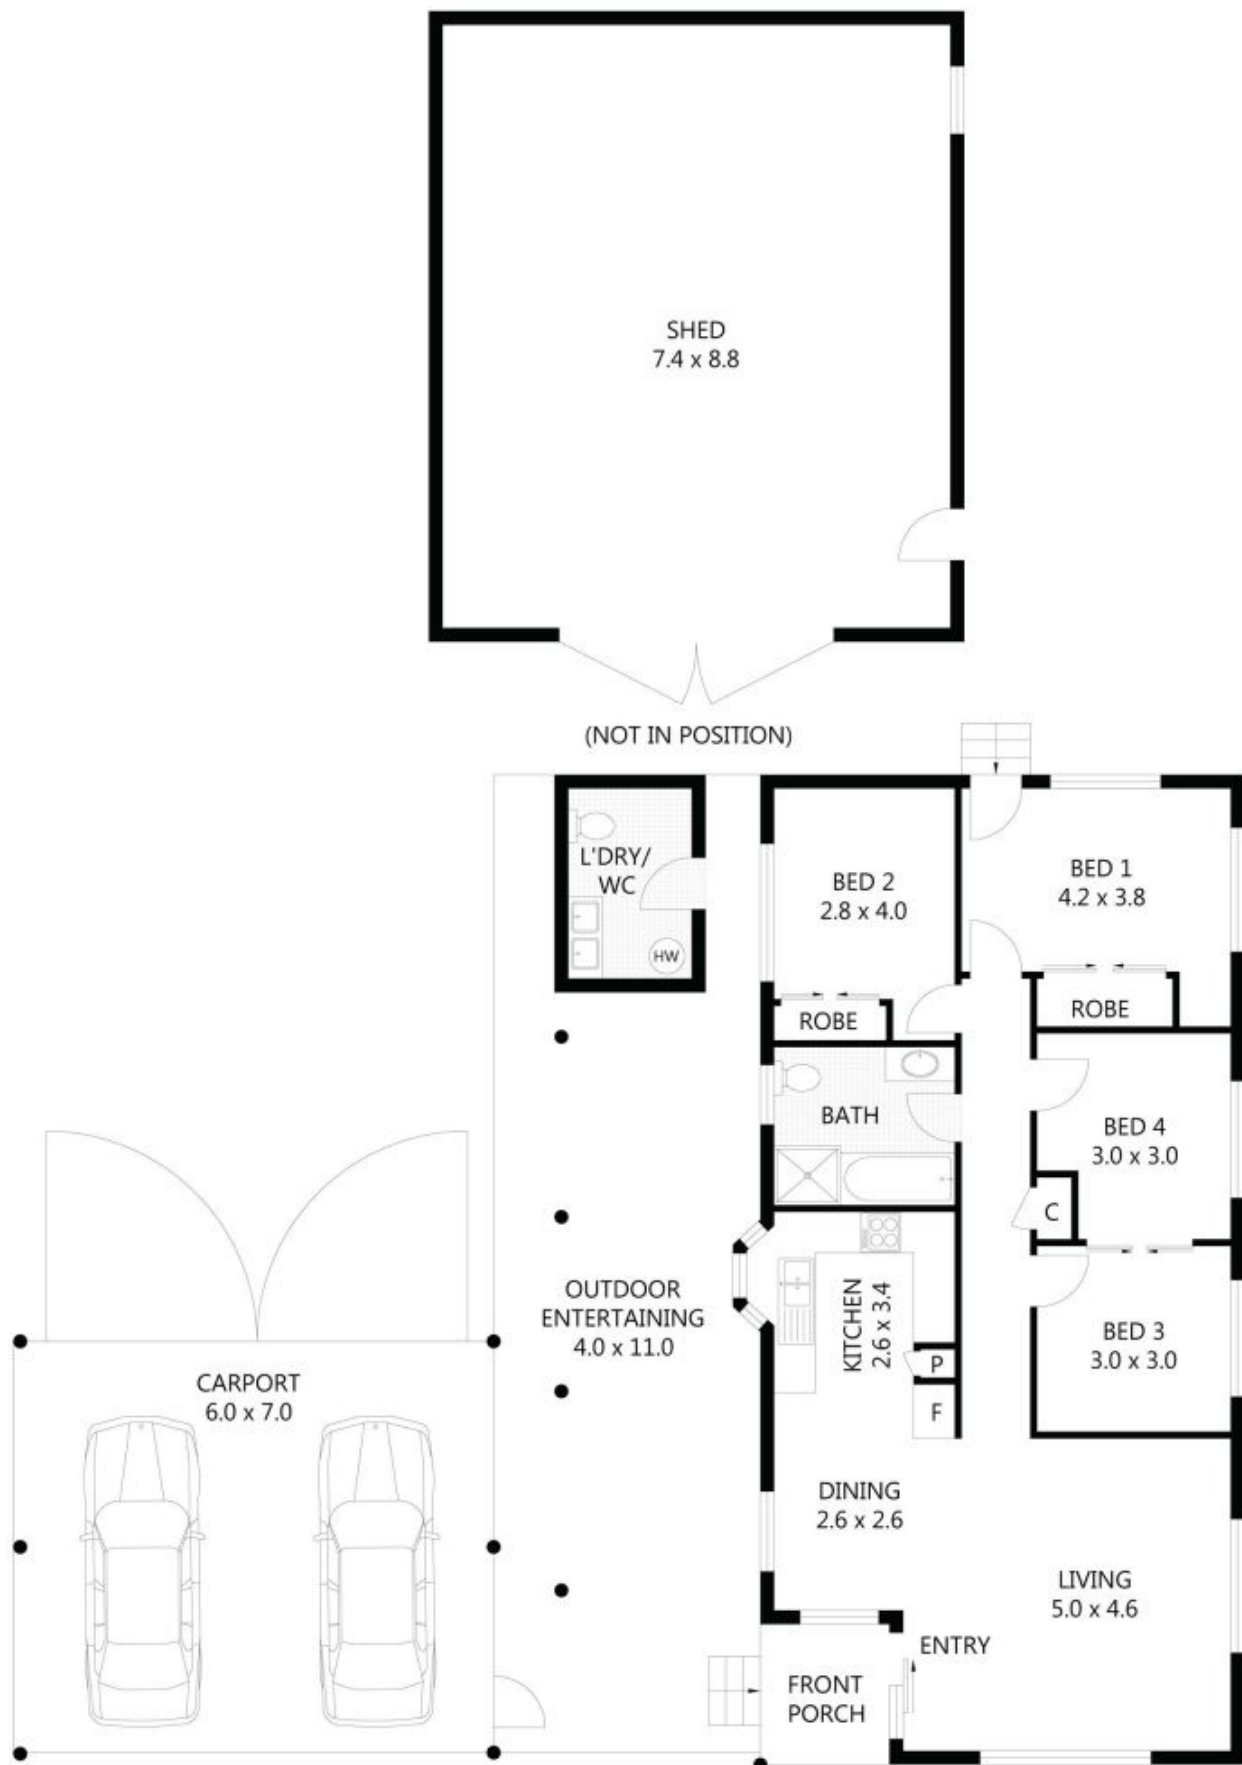 SHED
7.4 x 8.8
(NOT IN POSITION)
L'DRY/
WC
HW
BED 2
2.8 x 4.0
ROBE
BED 1
4.2 x 3.8
ROBE
BATH
BED 4
3.0 x 3.0
C
OUTDOOR
ENTERTAINING
4.0 x 11.0
KITCHEN
2.6 x 3.4
P
F
BED 3
3.0 x 3.0
CARPORT
6.0 x 7.0
DINING
2.6 x 2.6
LIVING
5.0 x 4.6
ENTRY
FRONT
PORCH